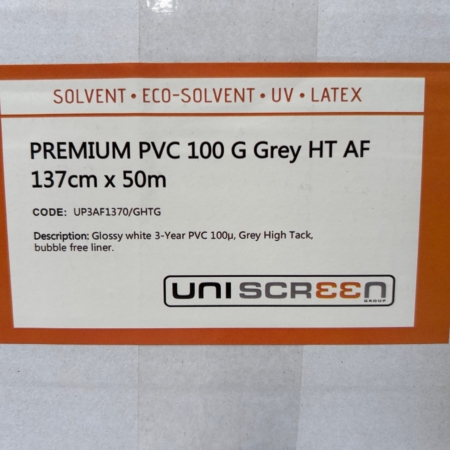 SOLVENT • ECO-SOLVENT • UV • LATEX
PREMIUM PVC 100 G Grey HT AF
137cm x 50m
CODE: UP3AF1370/GHTG
Description: Glossy white 3-Year PVC 100µ, Grey High Tack,
bubble free liner.
UNISCREEN
GROUP